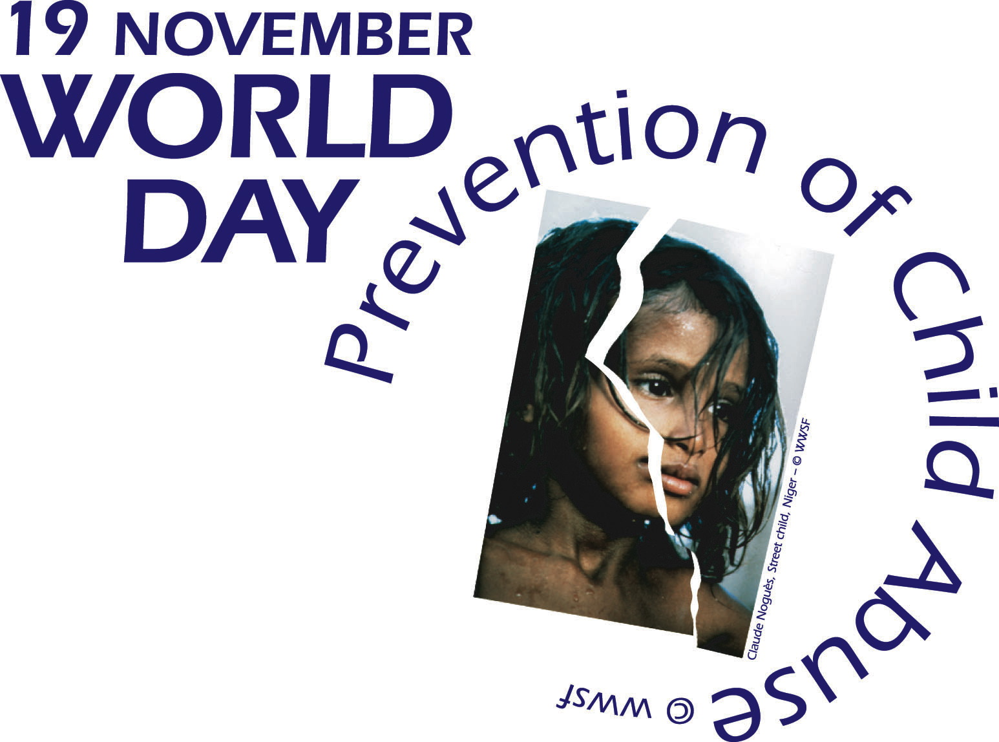 19 NOVEMBER
WORLD
DAY
Prevention of Child Abuse © wwsf
Claude Noguès, Street child, Niger – © WWSF